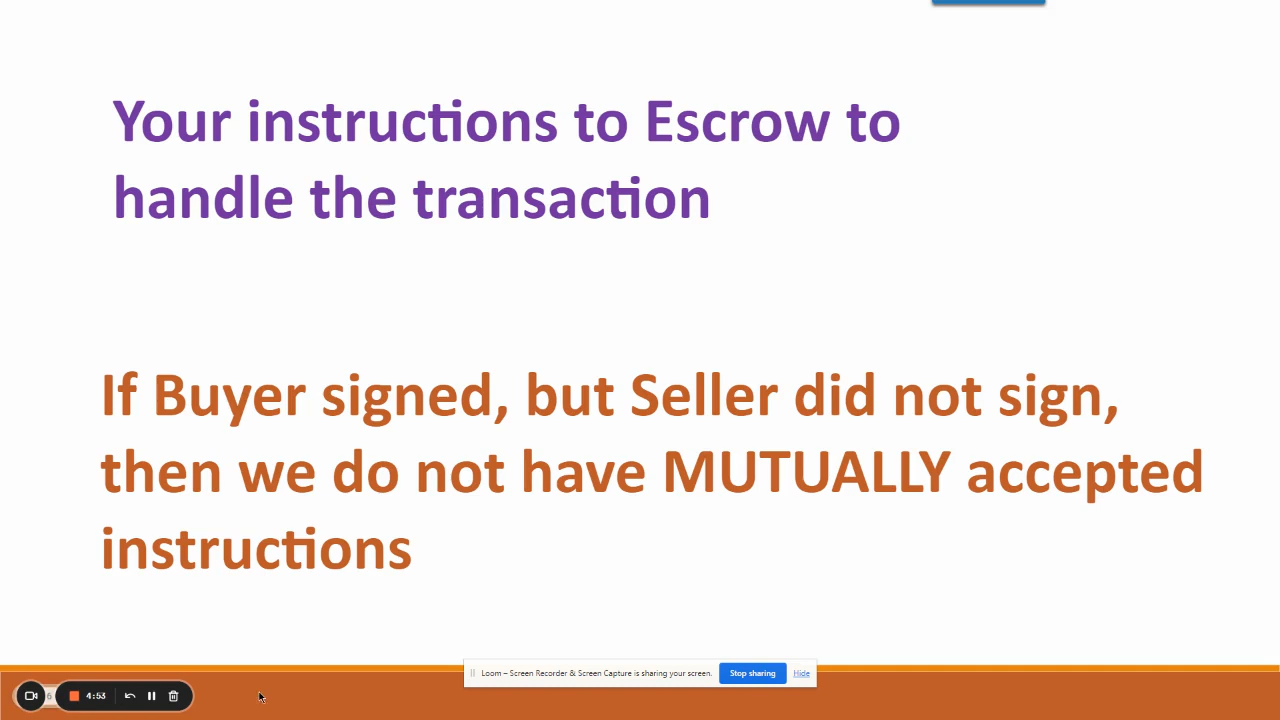 Your instructions to Escrow to
handle the transaction
If Buyer signed, but Seller did not sign,
then we do not have MUTUALLY accepted
instructions
Loom – Screen Recorder & Screen Capture is sharing your screen. Stop sharing Hide
6 4:53